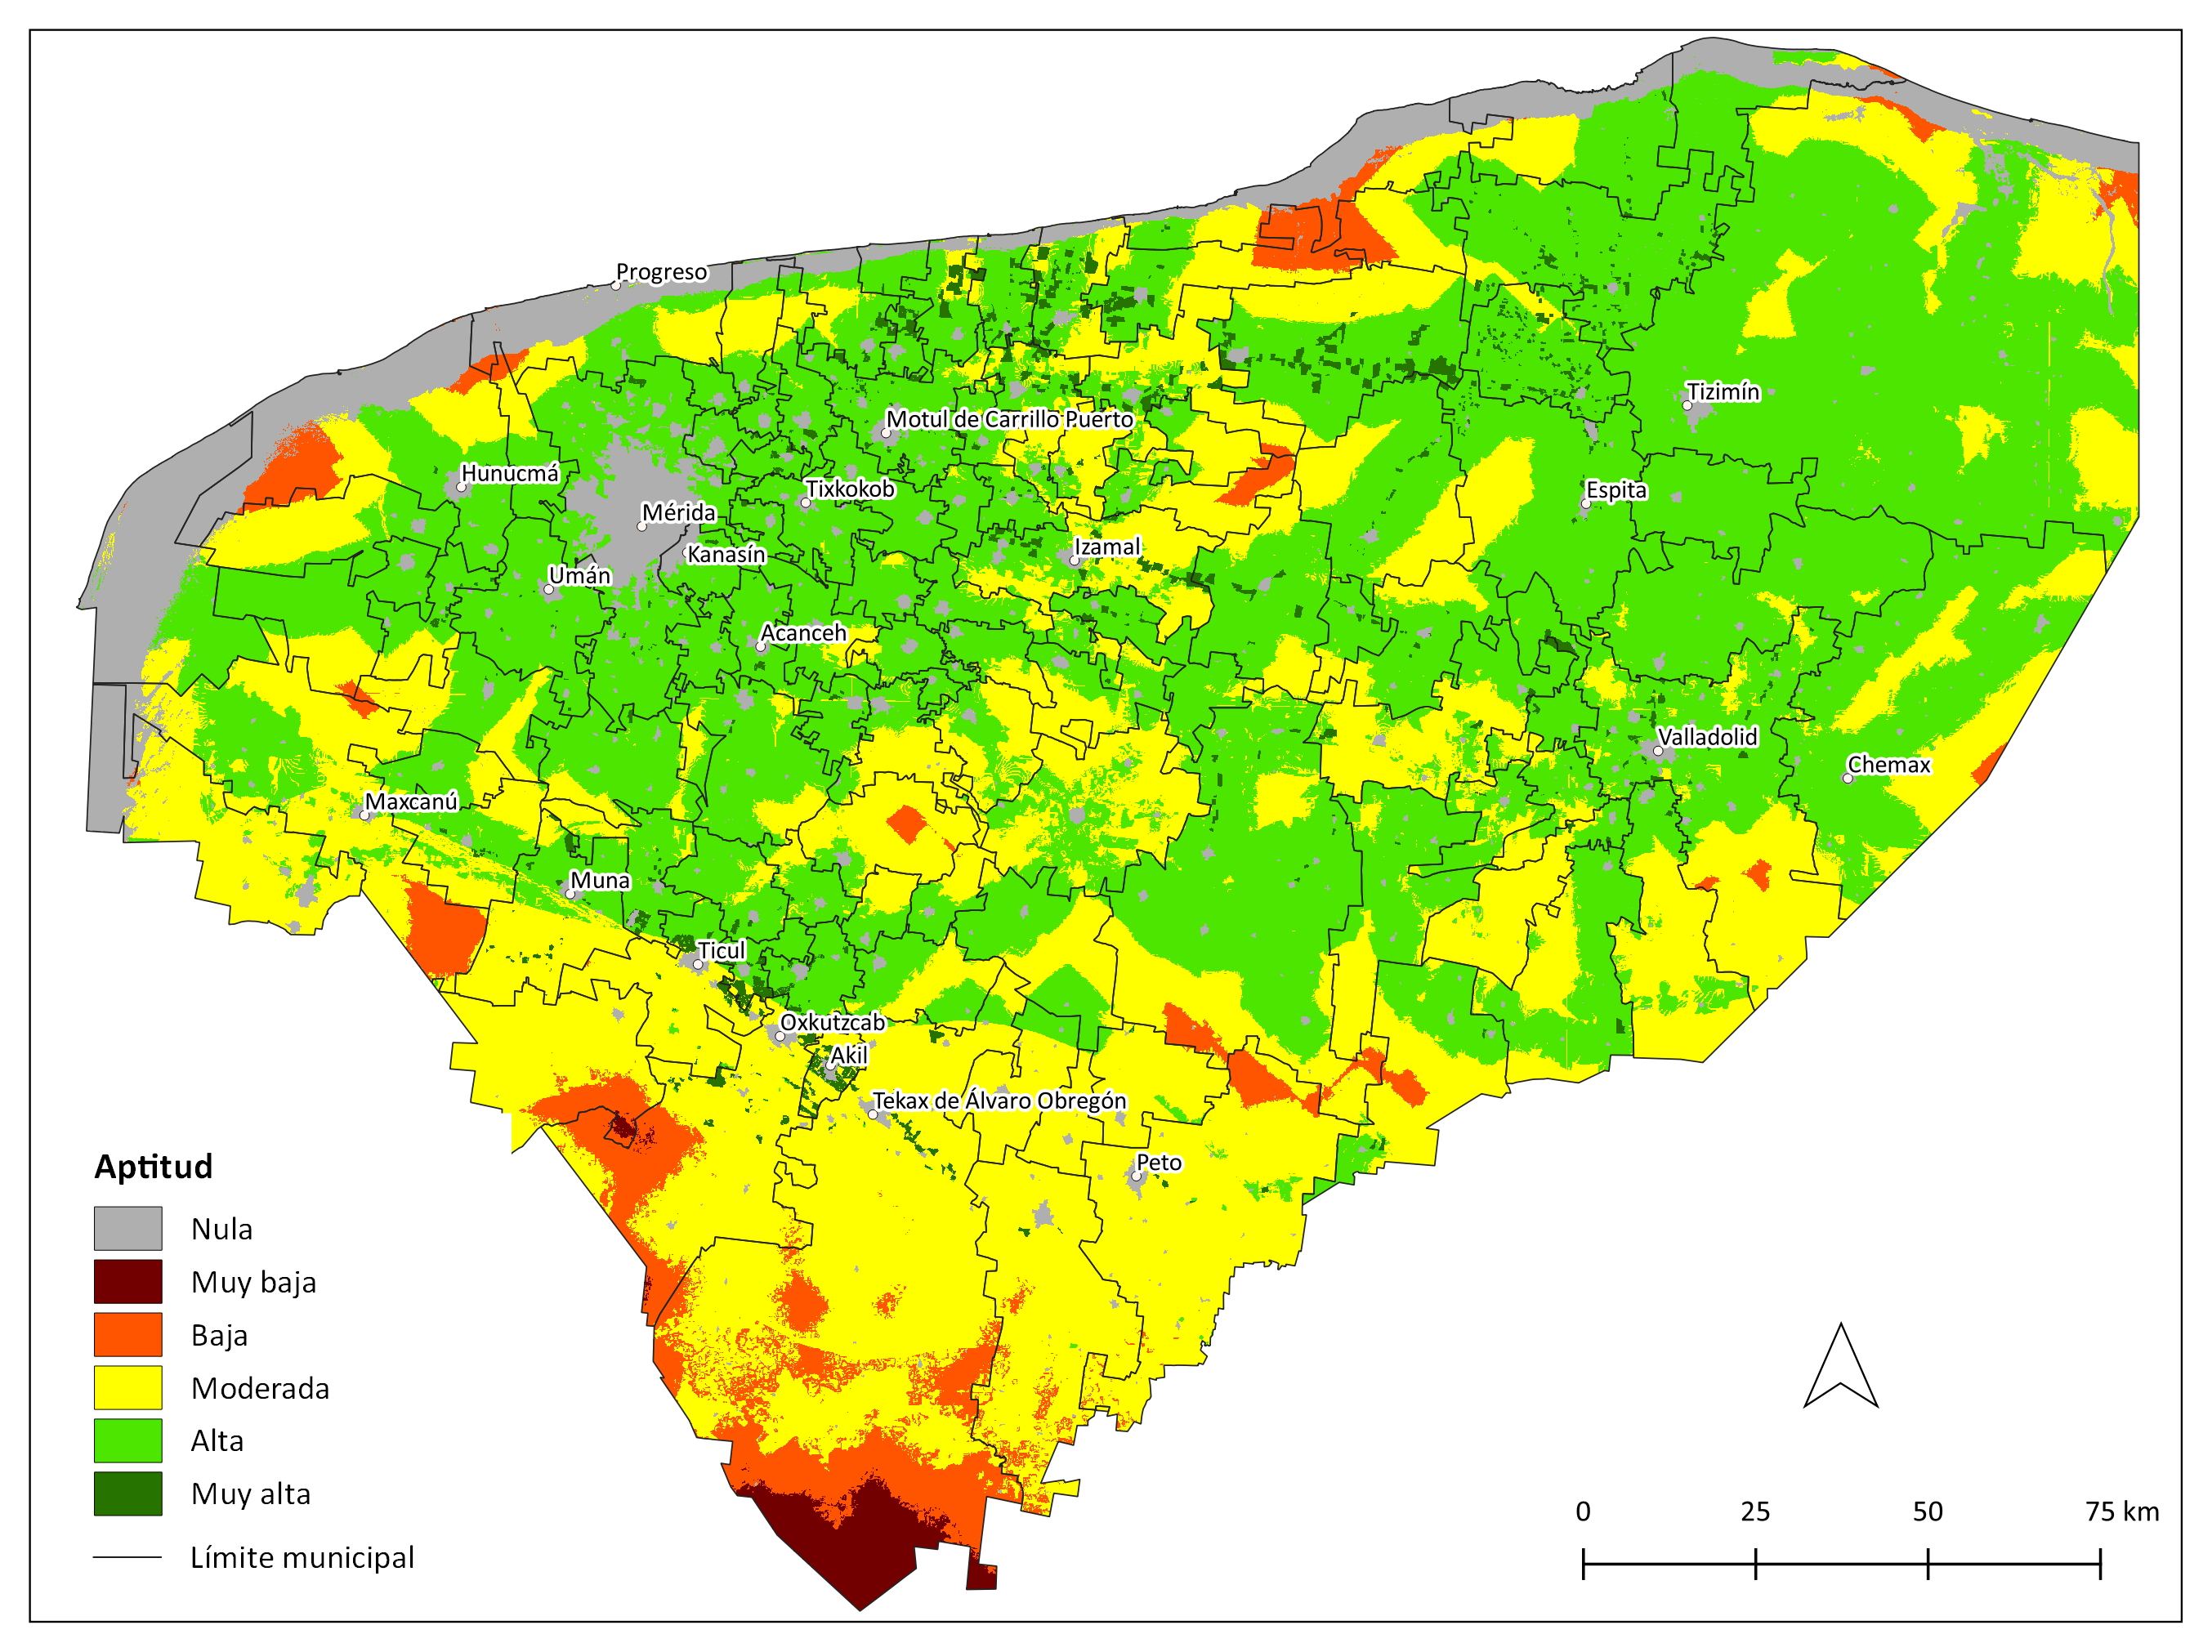 Progreso
Tizimín
Motul de Carrillo Puerto
Hunucmá
Tixkokob
Espita
Mérida
Izamal
Kanasín
Umán
Acanceh
Valladolid
Chemax
Maxcanú
Muna
Ticul
Oxkutzcab
Akil
Tekax de Álvaro Obregón
Peto
Aptitud
Nula
Muy baja
Baja
Moderada
Alta
Muy alta
Límite municipal
0 25 50 75 km